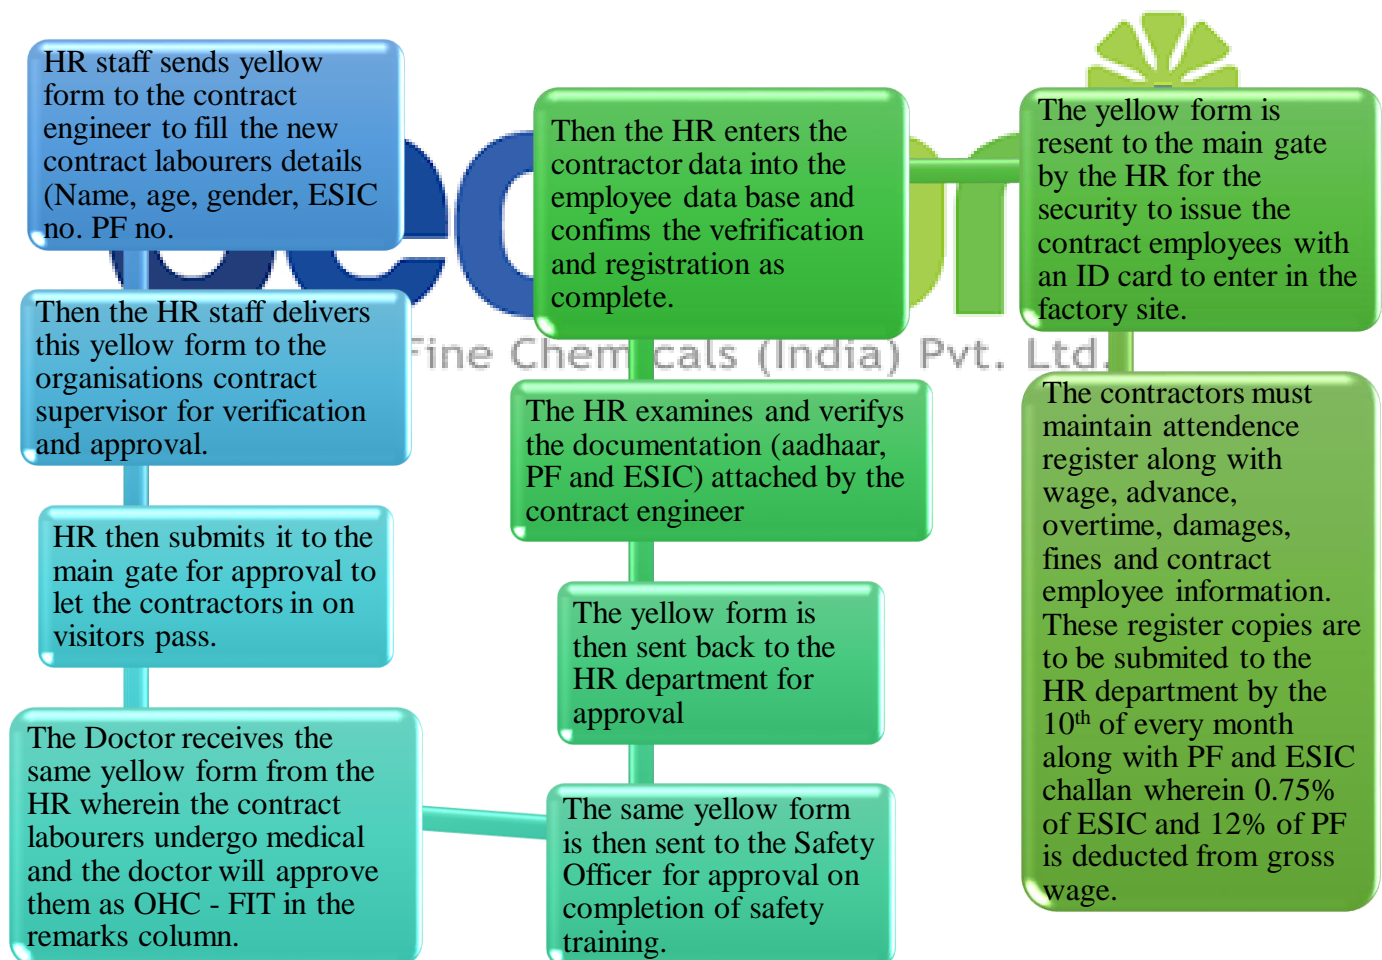 HR staff sends yellow
form to the contract
engineer to fill the new
contract labourers details
(Name, age, gender, ESIC
no. PF no.
Then the HR staff delivers
this yellow form to the
organisations contract
supervisor for verification
and approval.
HR then submits it to the
main gate for approval to
let the contractors in on
visitors pass.
The Doctor receives the
same yellow form from the
HR wherein the contract
labourers undergo medical
and the doctor will approve
them as OHC - FIT in the
remarks column.
The same yellow form
is then sent to the Safety
Officer for approval on
completion of safety
training.
The yellow form is
then sent back to the
HR department for
approval
The HR examines and verifys
the documentation (aadhaar,
PF and ESIC) attached by the
contract engineer
Then the HR enters the
contractor data into the
employee data base and
confims the vefrification
and registration as
complete.
The yellow form is
resent to the main gate
by the HR for the
security to issue the
contract employees with
an ID card to enter in the
factory site.
The contractors must
maintain attendence
register along with
wage, advance,
overtime, damages,
fines and contract
employee information.
These register copies are
to be submited to the
HR department by the
10th of every month
along with PF and ESIC
challan wherein 0.75%
of ESIC and 12% of PF
is deducted from gross
wage.
Fine Chemicals (India) Pvt. Ltd.